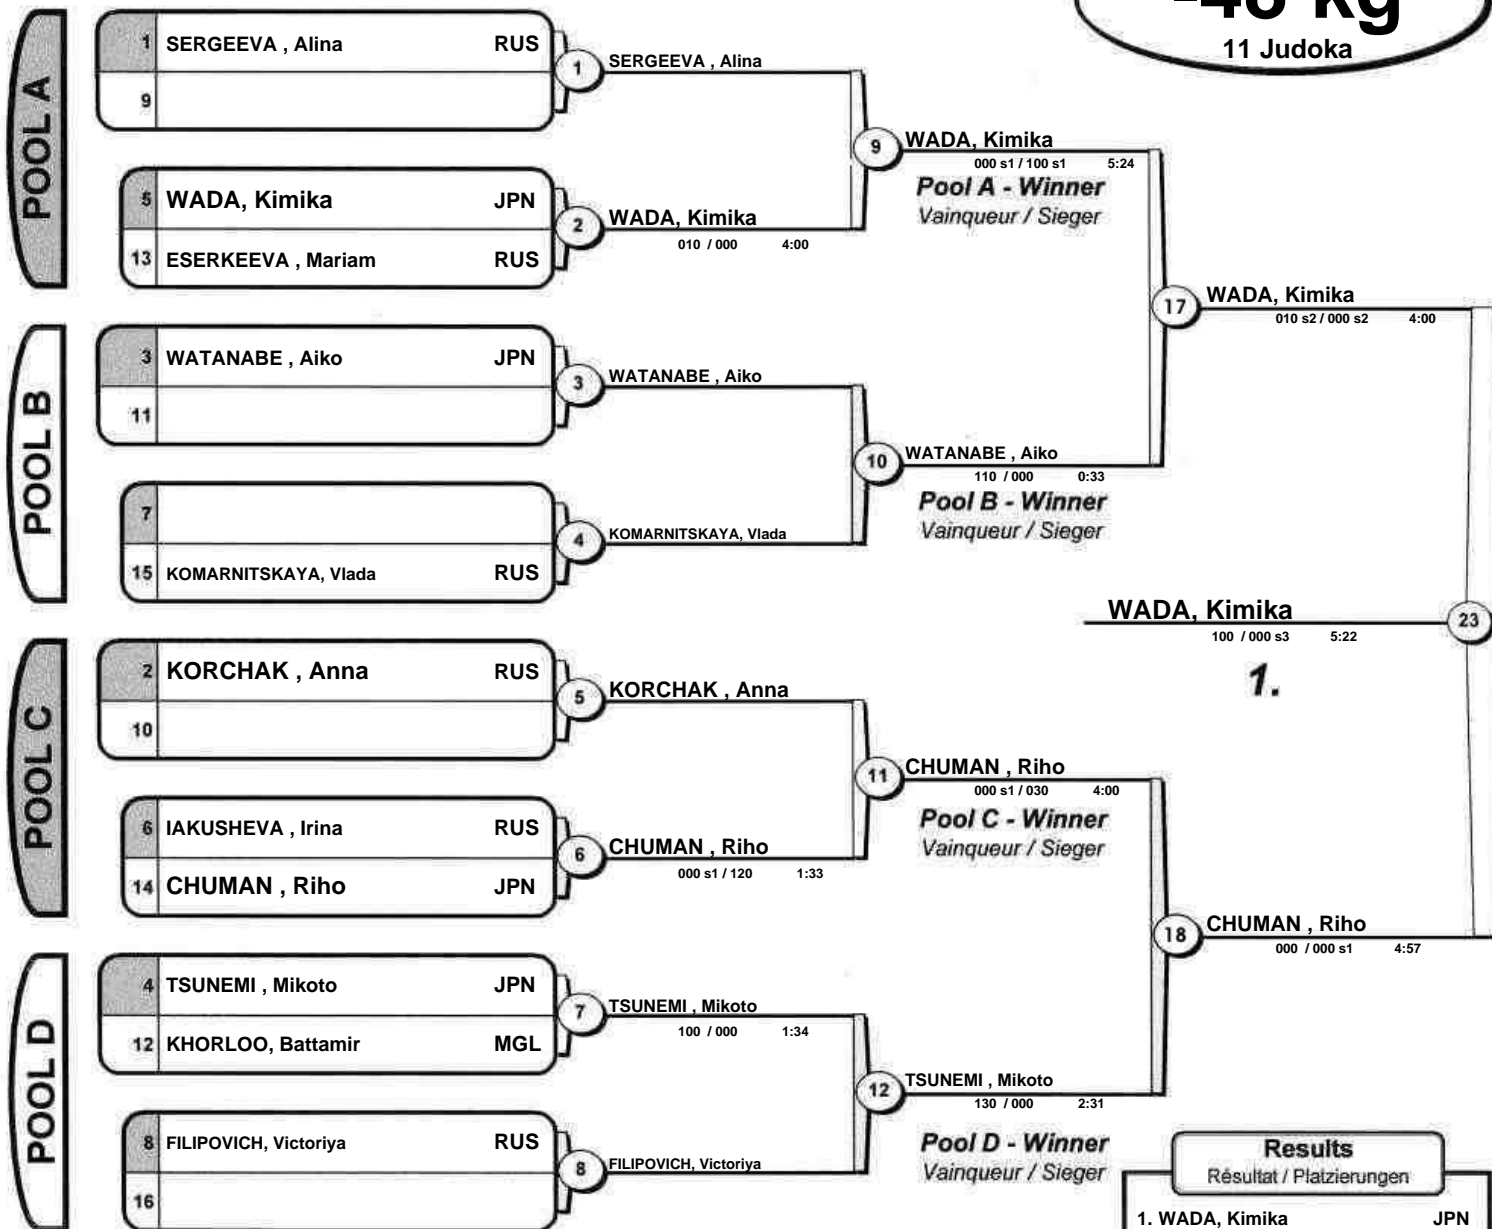 -48 kg
11 Judoka
POOL A
1 SERGEEVA , Alina RUS
9
5 WADA, Kimika JPN
13 ESERKEEVA , Mariam RUS
1 SERGEEVA , Alina
2 WADA, Kimika
010 / 000 4:00
9 WADA, Kimika
000 s1 / 100 s1 5:24
Pool A - Winner
Vainqueur / Sieger
POOL B
3 WATANABE , Aiko JPN
11
7
15 KOMARNITSKAYA, Vlada RUS
3 WATANABE , Aiko
4 KOMARNITSKAYA, Vlada
10 WATANABE , Aiko
110 / 000 0:33
Pool B - Winner
Vainqueur / Sieger
17 WADA, Kimika
010 s2 / 000 s2 4:00
WADA, Kimika 23
100 / 000 s3 5:22
1.
POOL C
2 KORCHAK , Anna RUS
10
6 IAKUSHEVA , Irina RUS
14 CHUMAN , Riho JPN
5 KORCHAK , Anna
6 CHUMAN , Riho
000 s1 / 120 1:33
11 CHUMAN , Riho
000 s1 / 030 4:00
Pool C - Winner
Vainqueur / Sieger
POOL D
4 TSUNEMI , Mikoto JPN
12 KHORLOO, Battamir MGL
8 FILIPOVICH, Victoriya RUS
16
7 TSUNEMI , Mikoto
100 / 000 1:34
8 FILIPOVICH, Victoriya
12 TSUNEMI , Mikoto
130 / 000 2:31
Pool D - Winner
Vainqueur / Sieger
18 CHUMAN , Riho
000 / 000 s1 4:57
Results
Résultat / Platzierungen
1. WADA, Kimika JPN